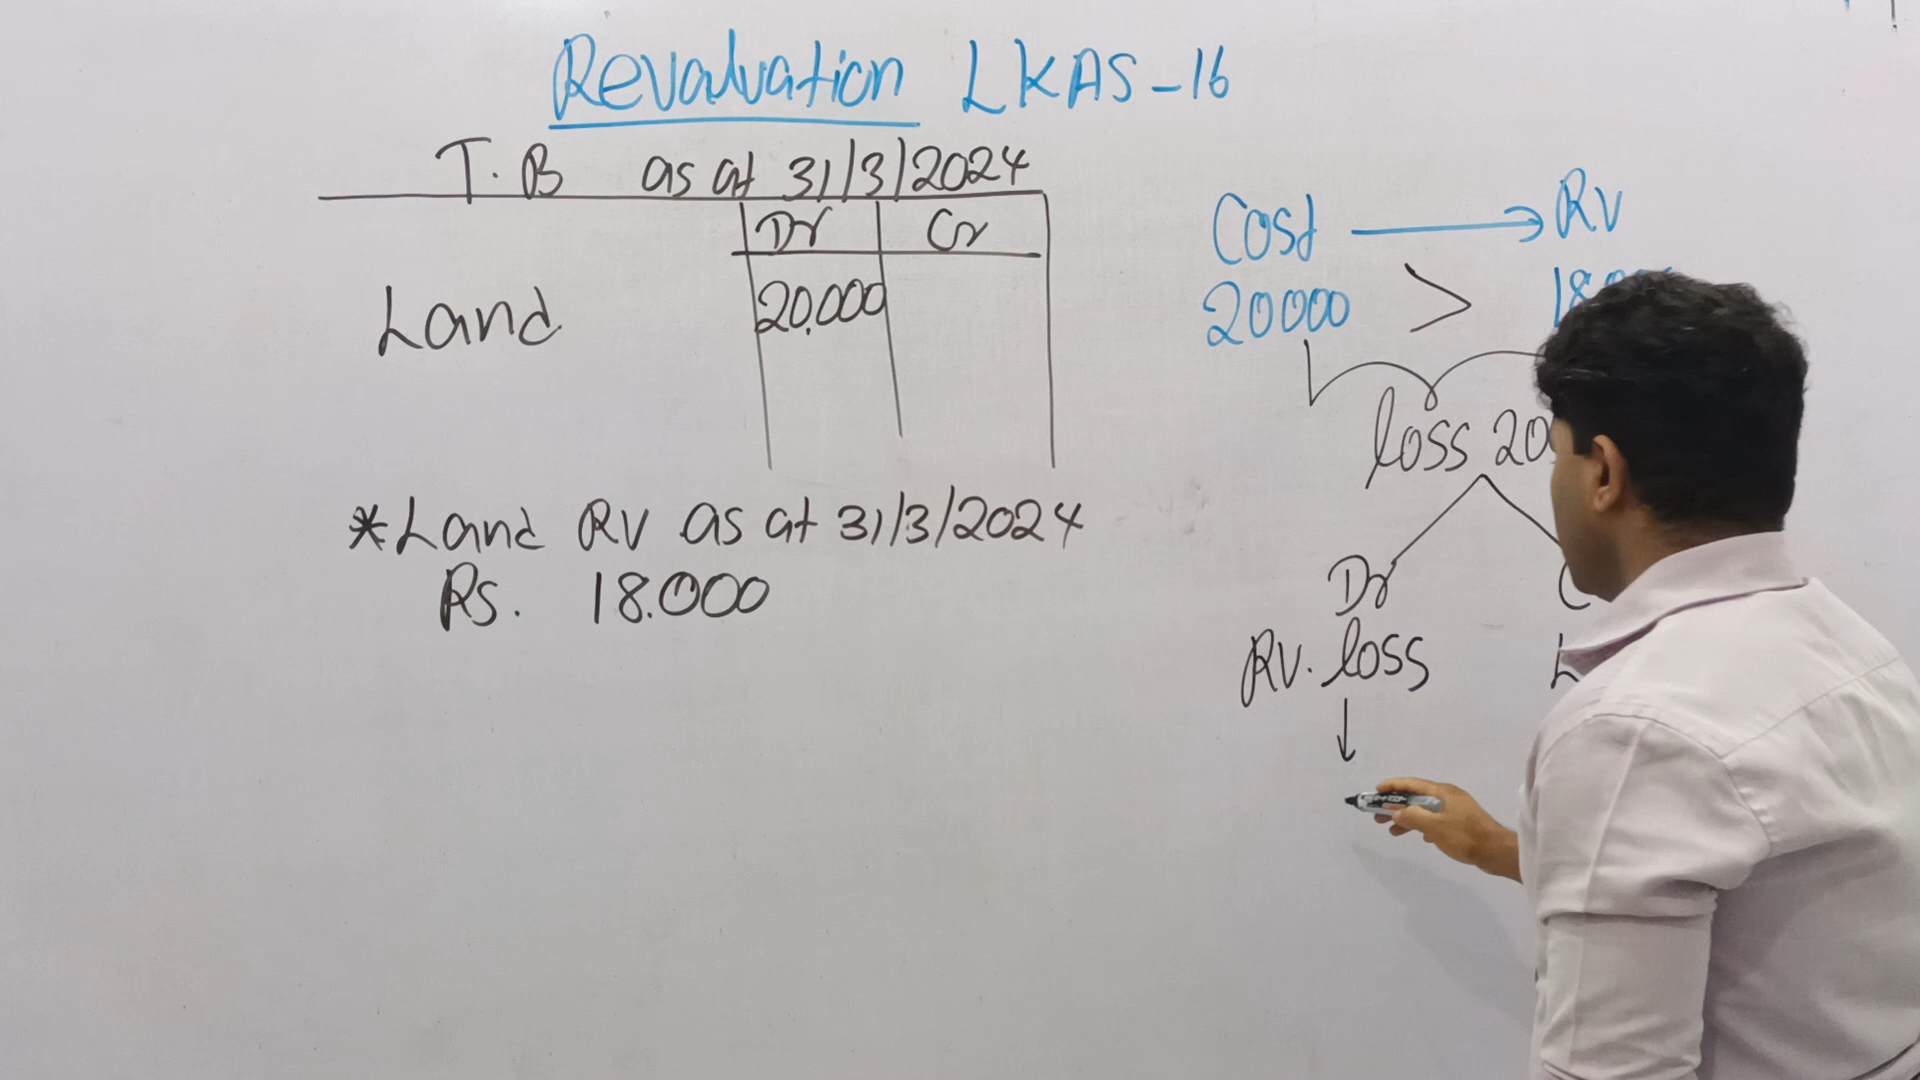 Revaluation LKAS-16
T.B as at 31/3/2024
Dr Cr
Land 20.000
*Land RV as at 31/3/2024
Rs. 18.000
Cost → RV
20000 >
loss
Dr
RV. loss
↓